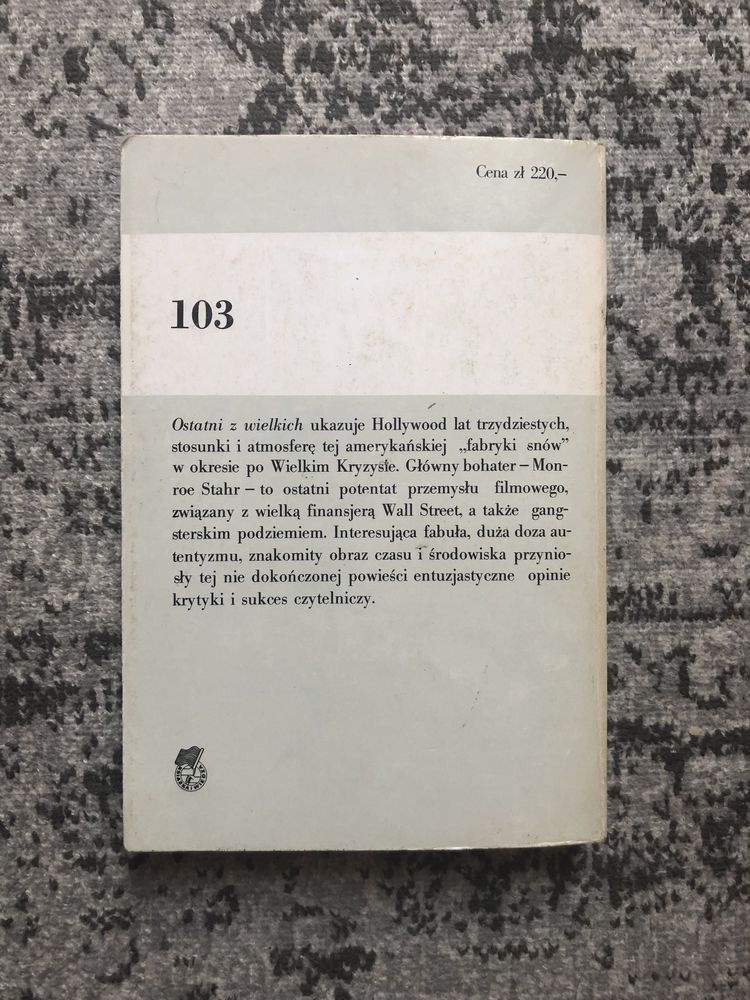 Cena zł 220,–
103
Ostatni z wielkich ukazuje Hollywood lat trzydziestych,
stosunki i atmosferę tej amerykańskiej „fabryki snów”
w okresie po Wielkim Kryzysie. Główny bohater – Mon-
roe Stahr – to ostatni potentat przemysłu filmowego,
związany z wielką finansjerą Wall Street, a także gang-
sterskim podziemiem. Interesująca fabuła, duża doza au-
tentyzmu, znakomity obraz czasu i środowiska przynio-
sły tej nie dokończonej powieści entuzjastyczne opinie
krytyki i sukces czytelniczy.
KSIĄŻKA I WIEDZA